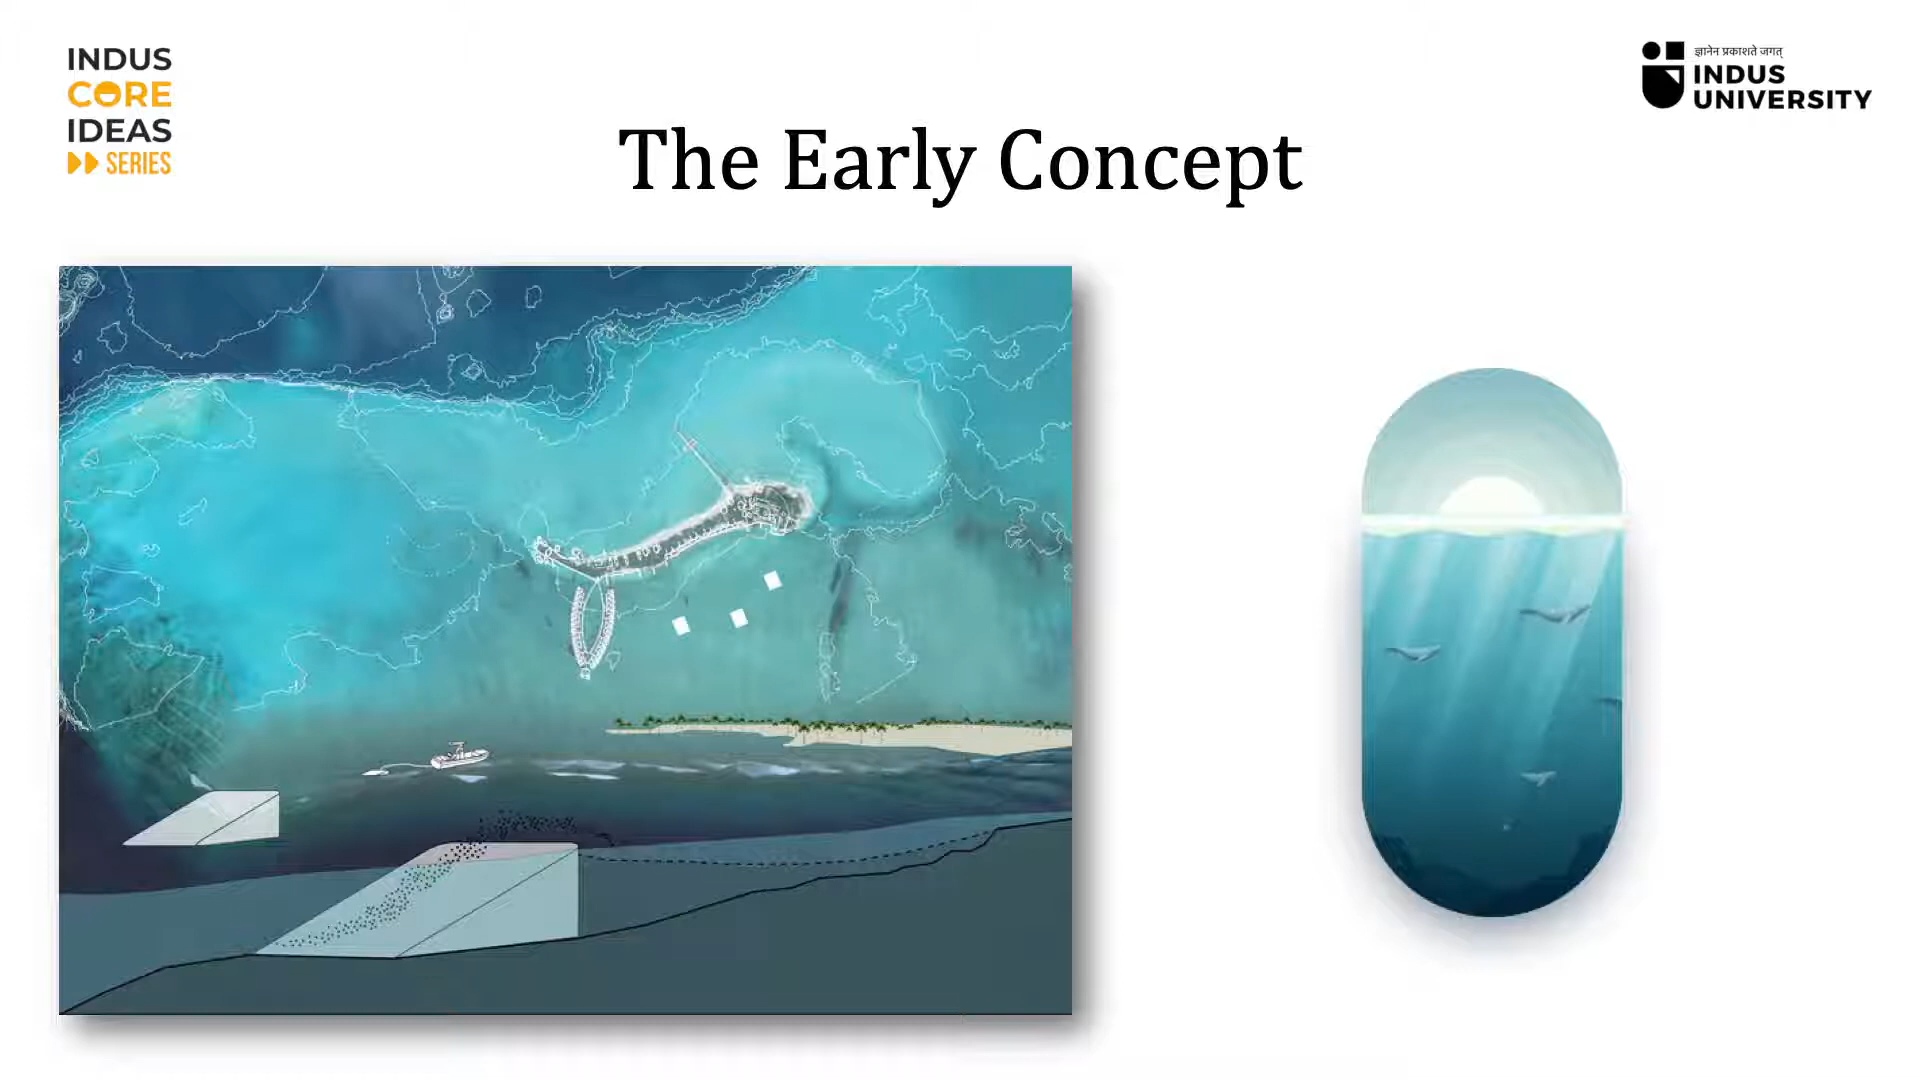 INDUS
CORE
IDEAS
SERIES
ज्ञानेन प्रकाशते जगत्
INDUS
UNIVERSITY
The Early Concept